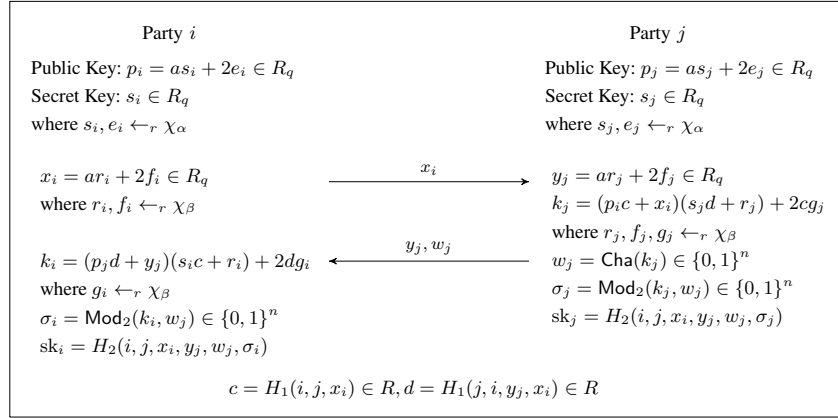 Party i
Public Key: p_i = as_i + 2e_i ∈ R_q
Secret Key: s_i ∈ R_q
where s_i, e_i ←_r χ_α
x_i = ar_i + 2f_i ∈ R_q
where r_i, f_i ←_r χ_β
k_i = (p_j d + y_j)(s_i c + r_i) + 2dg_i
where g_i ←_r χ_β
σ_i = Mod_2(k_i, w_j) ∈ {0, 1}^n
sk_i = H_2(i, j, x_i, y_j, w_j, σ_i)
x_i
y_j, w_j
Party j
Public Key: p_j = as_j + 2e_j ∈ R_q
Secret Key: s_j ∈ R_q
where s_j, e_j ←_r χ_α
y_j = ar_j + 2f_j ∈ R_q
k_j = (p_i c + x_i)(s_j d + r_j) + 2cg_j
where r_j, f_j, g_j ←_r χ_β
w_j = Cha(k_j) ∈ {0, 1}^n
σ_j = Mod_2(k_j, w_j) ∈ {0, 1}^n
sk_j = H_2(i, j, x_i, y_j, w_j, σ_j)
c = H_1(i, j, x_i) ∈ R, d = H_1(j, i, y_j, x_i) ∈ R